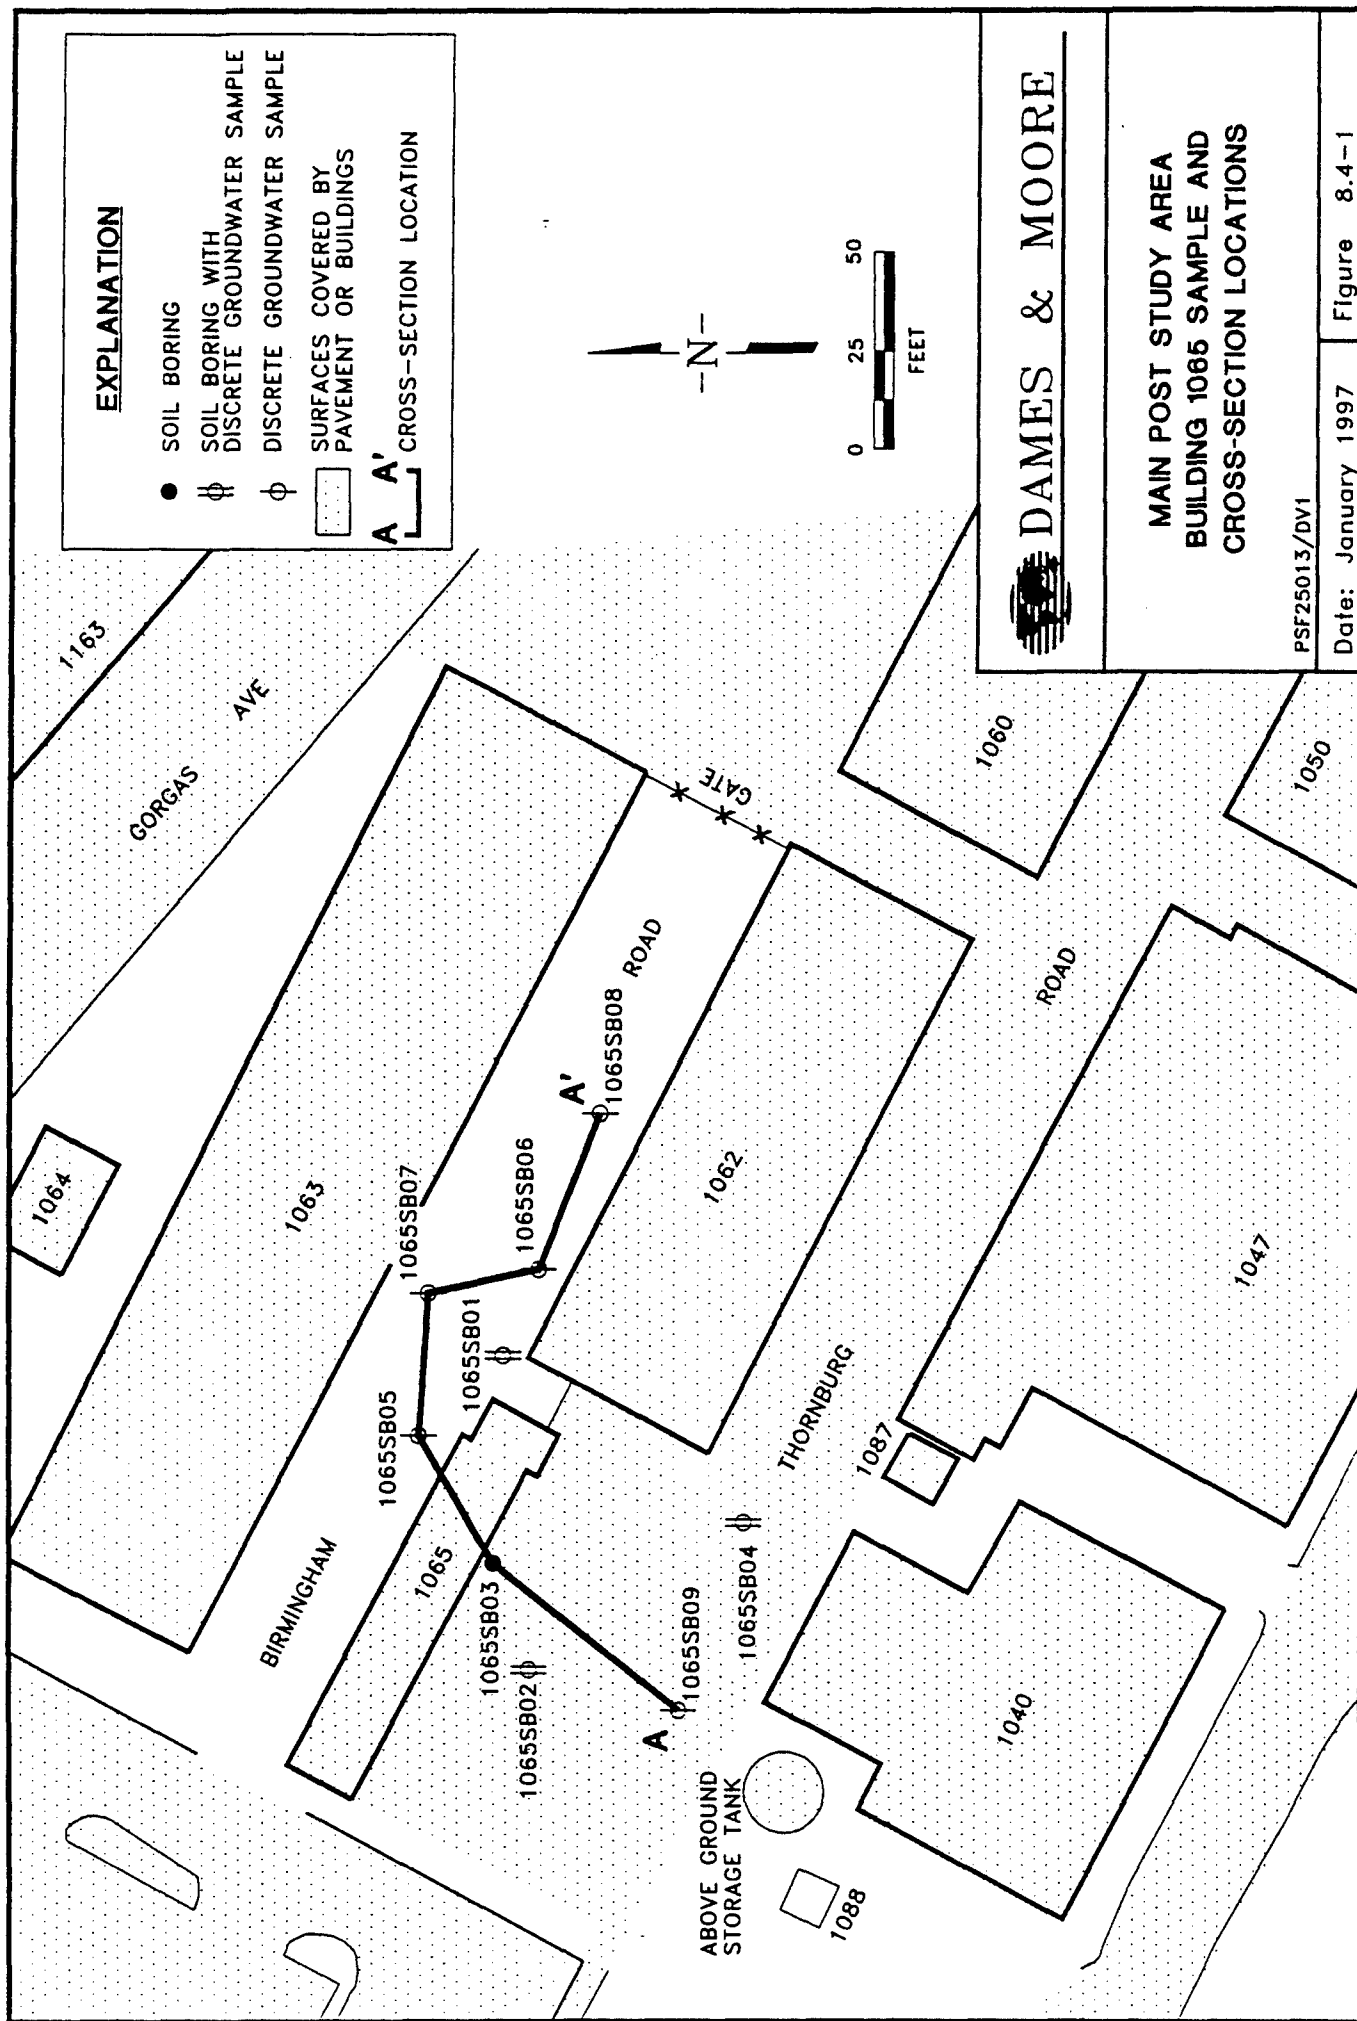 EXPLANATION
SOIL BORING
SOIL BORING WITH
DISCRETE GROUNDWATER SAMPLE
DISCRETE GROUNDWATER SAMPLE
SURFACES COVERED BY
PAVEMENT OR BUILDINGS
A A'
CROSS-SECTION LOCATION
1163
GORGAS AVE
1064
1063
BIRMINGHAM ROAD
GATE
1065
1065SB05
1065SB07
1065SB01
1065SB06
A'
1065SB08
1065SB03
1065SB02
1065SB09
A
1065SB04
1062
THORNBURG ROAD
1087
1047
1060
1050
ABOVE GROUND
STORAGE TANK
1088
1040
-N-
0 25 50
FEET
DAMES & MOORE
MAIN POST STUDY AREA
BUILDING 1065 SAMPLE AND
CROSS-SECTION LOCATIONS
PSF25013/DV1
Date: January 1997
Figure 8.4-1